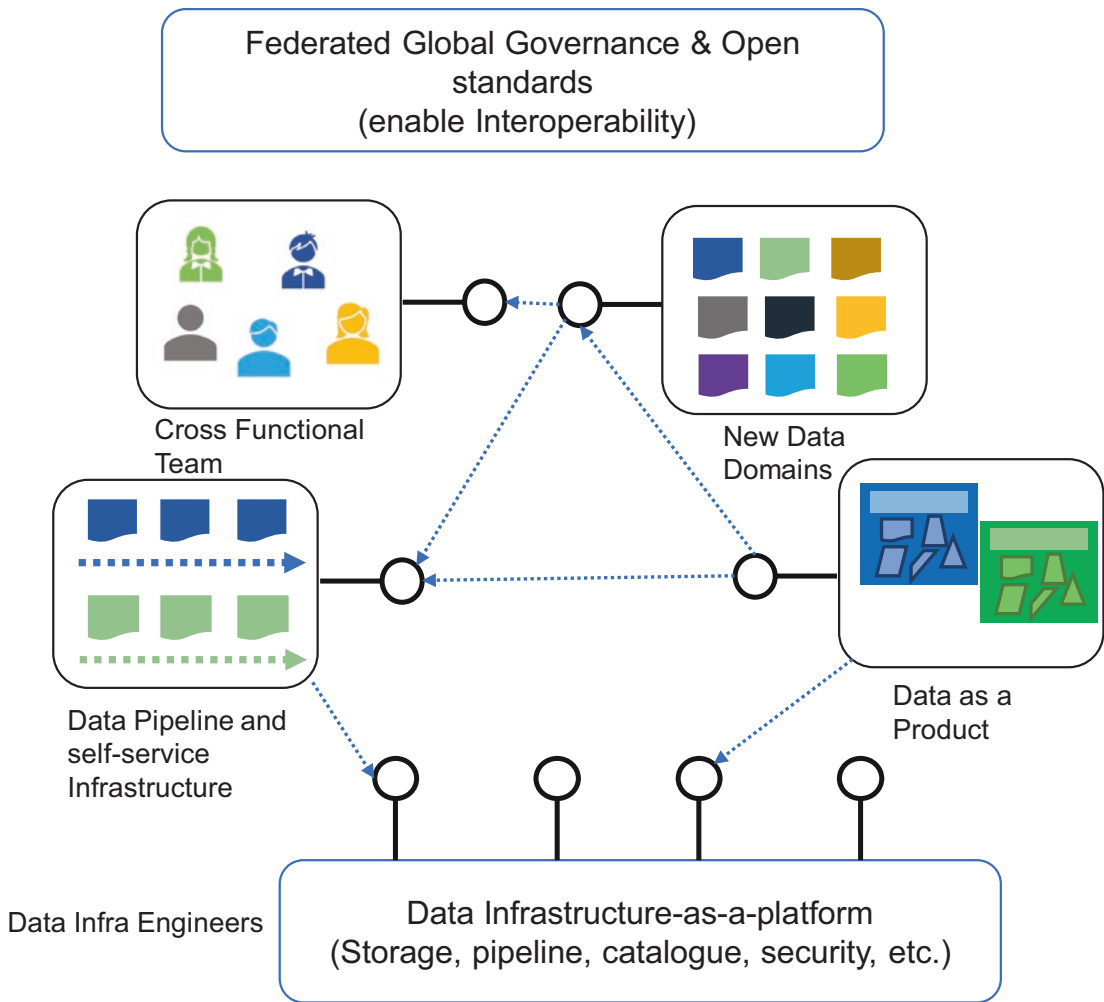 Federated Global Governance & Open
standards
(enable Interoperability)
Cross Functional
Team
New Data
Domains
Data Pipeline and
self-service
Infrastructure
Data as a
Product
Data Infra Engineers
Data Infrastructure-as-a-platform
(Storage, pipeline, catalogue, security, etc.)